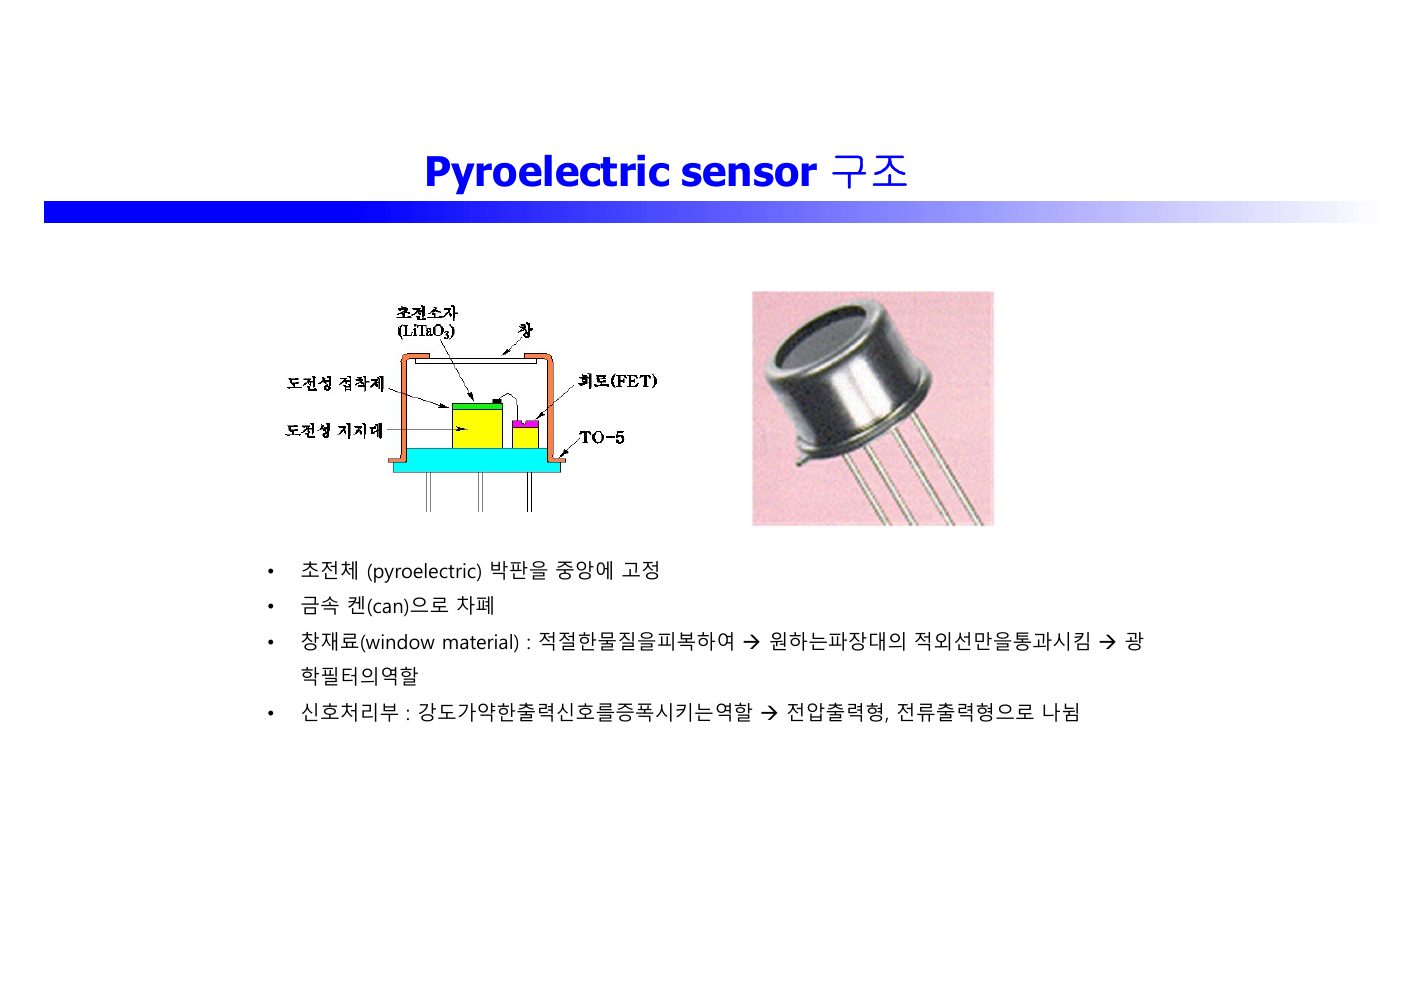 Pyroelectric sensor 구조
초전소자
(LiTaO3)
창
도전성 접착제
회로(FET)
도전성 지지대
TO-5
• 초전체 (pyroelectric) 박판을 중앙에 고정
• 금속 켄(can)으로 차폐
• 창재료(window material) : 적절한물질을피복하여 → 원하는파장대의 적외선만을통과시킴 → 광
학필터의역할
• 신호처리부 : 강도가약한출력신호를증폭시키는역할 → 전압출력형, 전류출력형으로 나뉨